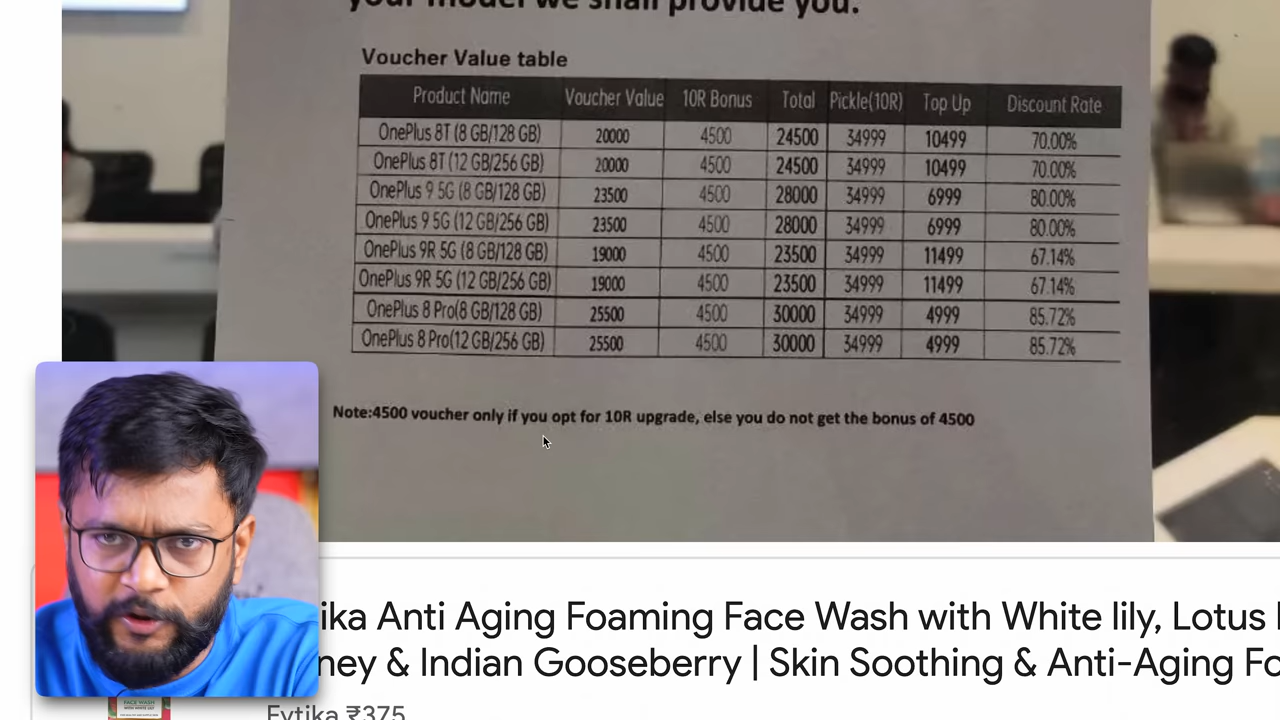 your model we shall provide you.
Voucher Value table
Product Name Voucher Value 10R Bonus Total Pickle(10R) Top Up Discount Rate
OnePlus 8T (8 GB/128 GB) 20000 4500 24500 34999 10499 70.00%
OnePlus 8T (12 GB/256 GB) 20000 4500 24500 34999 10499 70.00%
OnePlus 9 5G (8 GB/128 GB) 23500 4500 28000 34999 6999 80.00%
OnePlus 9 5G (12 GB/256 GB) 23500 4500 28000 34999 6999 80.00%
OnePlus 9R 5G (8 GB/128 GB) 19000 4500 23500 34999 11499 67.14%
OnePlus 9R 5G (12 GB/256 GB) 19000 4500 23500 34999 11499 67.14%
OnePlus 8 Pro(8 GB/128 GB) 25500 4500 30000 34999 4999 85.72%
OnePlus 8 Pro(12 GB/256 GB) 25500 4500 30000 34999 4999 85.72%
Note:4500 voucher only if you opt for 10R upgrade, else you do not get the bonus of 4500
ika Anti Aging Foaming Face Wash with White lily, Lotus
ney & Indian Gooseberry | Skin Soothing & Anti-Aging Fo
FACE WASH
Eytika ₹375